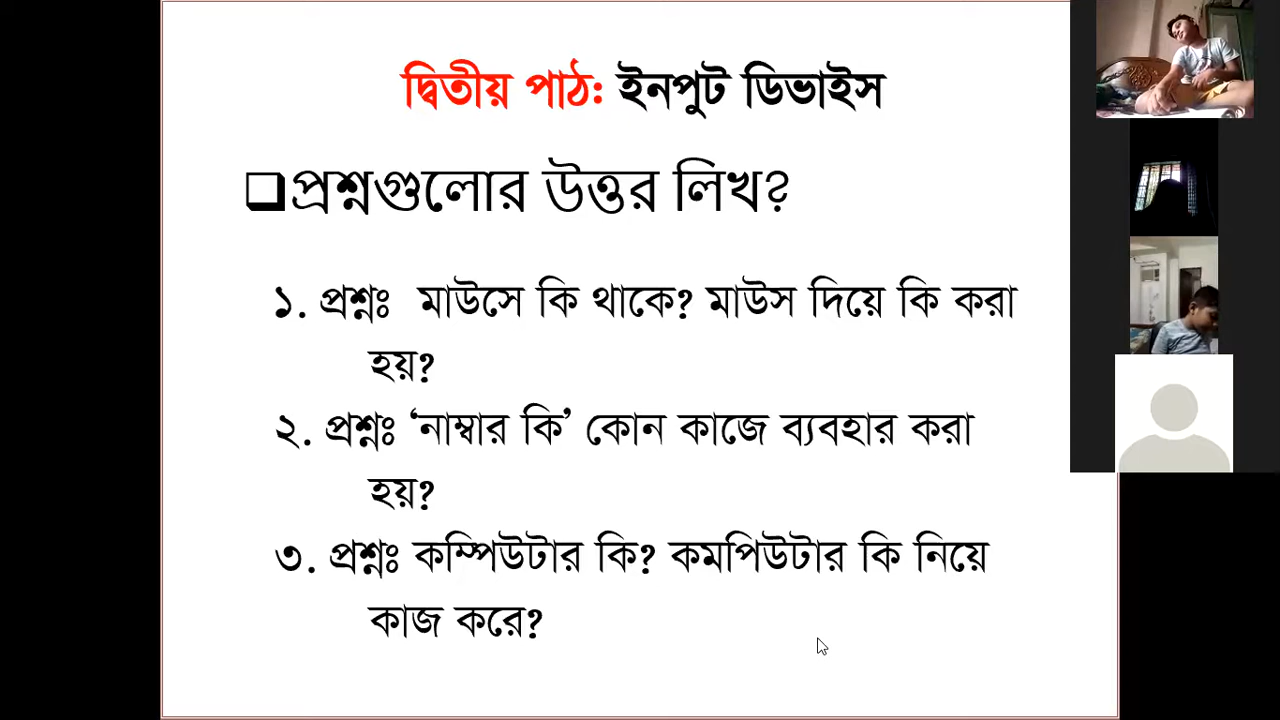 দ্বিতীয় পাঠ: ইনপুট ডিভাইস
প্রশ্নগুলোর উত্তর লিখ?
১. প্রশ্নঃ মাউসে কি থাকে? মাউস দিয়ে কি করা
হয়?
২. প্রশ্নঃ ‘নাম্বার কি’ কোন কাজে ব্যবহার করা
হয়?
৩. প্রশ্নঃ কম্পিউটার কি? কমপিউটার কি নিয়ে
কাজ করে?